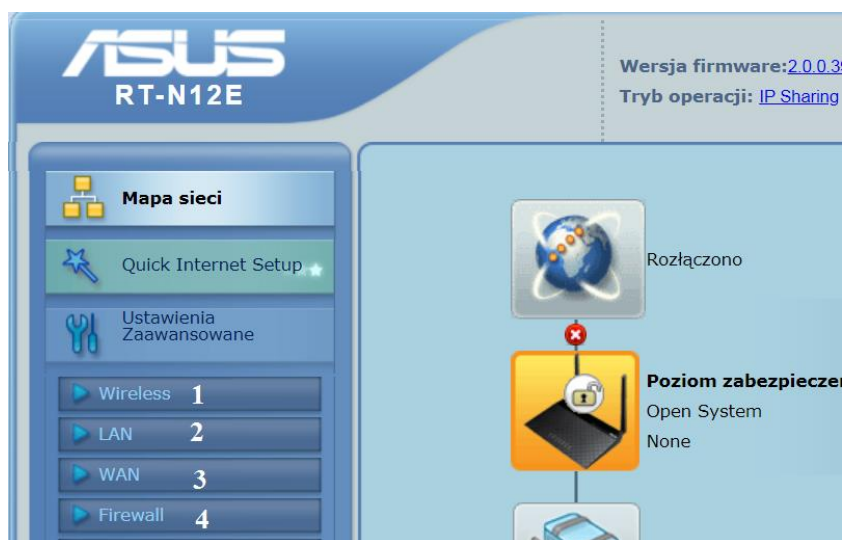 ASUS
RT-N12E
Wersja firmware:2.0.0.39
Tryb operacji: IP Sharing
Mapa sieci
Quick Internet Setup
Ustawienia
Zaawansowane
Wireless 1
LAN 2
WAN 3
Firewall 4
Rozłączono
Poziom zabezpieczeń
Open System
None